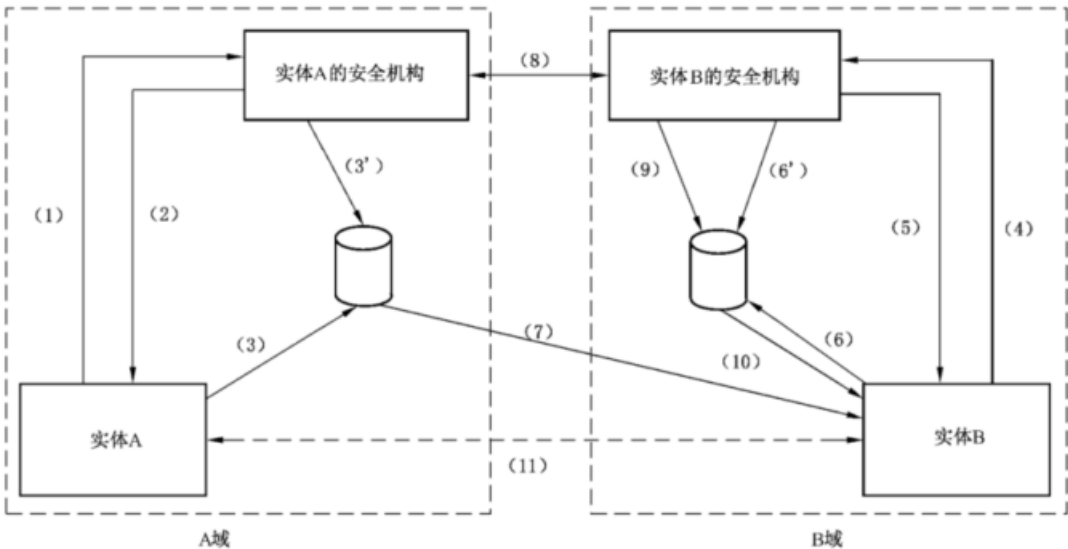 实体A的安全机构
(8)
实体B的安全机构
(3')
(9)
(6')
(1)
(2)
(5)
(4)
(3)
(7)
(6)
(10)
实体A
实体B
(11)
A域
B域